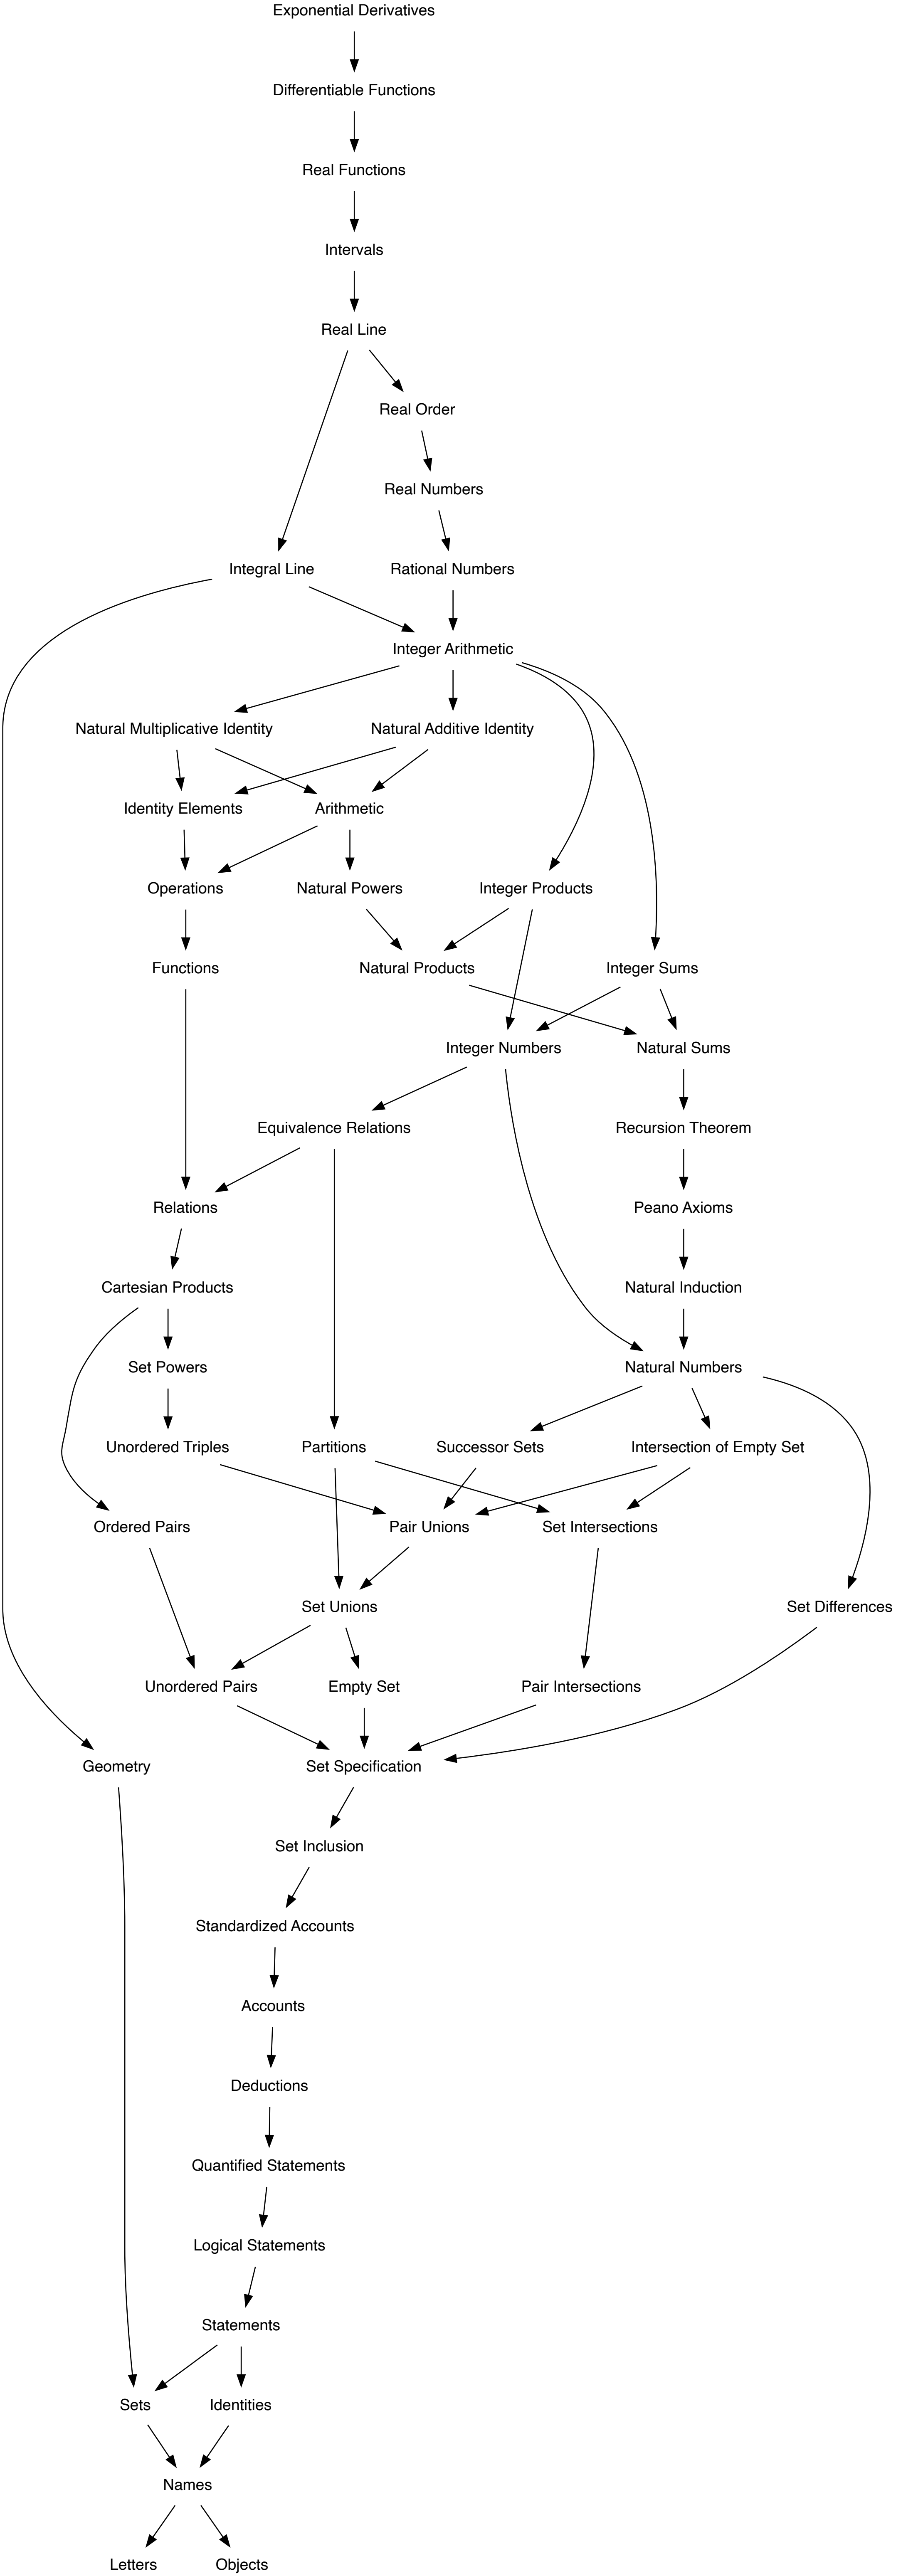 Exponential Derivatives
Differentiable Functions
Real Functions
Intervals
Real Line
Real Order
Real Numbers
Integral Line
Rational Numbers
Integer Arithmetic
Natural Multiplicative Identity
Natural Additive Identity
Identity Elements
Arithmetic
Operations
Natural Powers
Integer Products
Functions
Natural Products
Integer Sums
Integer Numbers
Natural Sums
Equivalence Relations
Recursion Theorem
Relations
Peano Axioms
Cartesian Products
Natural Induction
Set Powers
Natural Numbers
Unordered Triples
Partitions
Successor Sets
Intersection of Empty Set
Ordered Pairs
Pair Unions
Set Intersections
Set Unions
Set Differences
Unordered Pairs
Empty Set
Pair Intersections
Geometry
Set Specification
Set Inclusion
Standardized Accounts
Accounts
Deductions
Quantified Statements
Logical Statements
Statements
Sets
Identities
Names
Letters
Objects